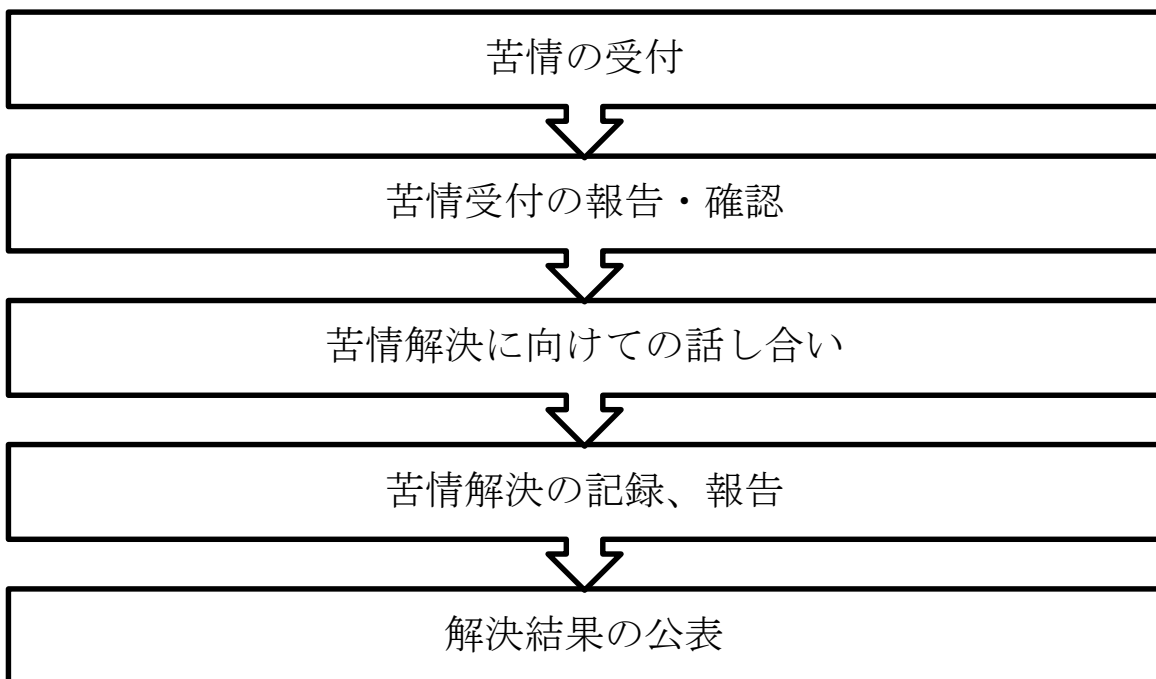 苦情の受付
苦情受付の報告・確認
苦情解決に向けての話し合い
苦情解決の記録、報告
解決結果の公表